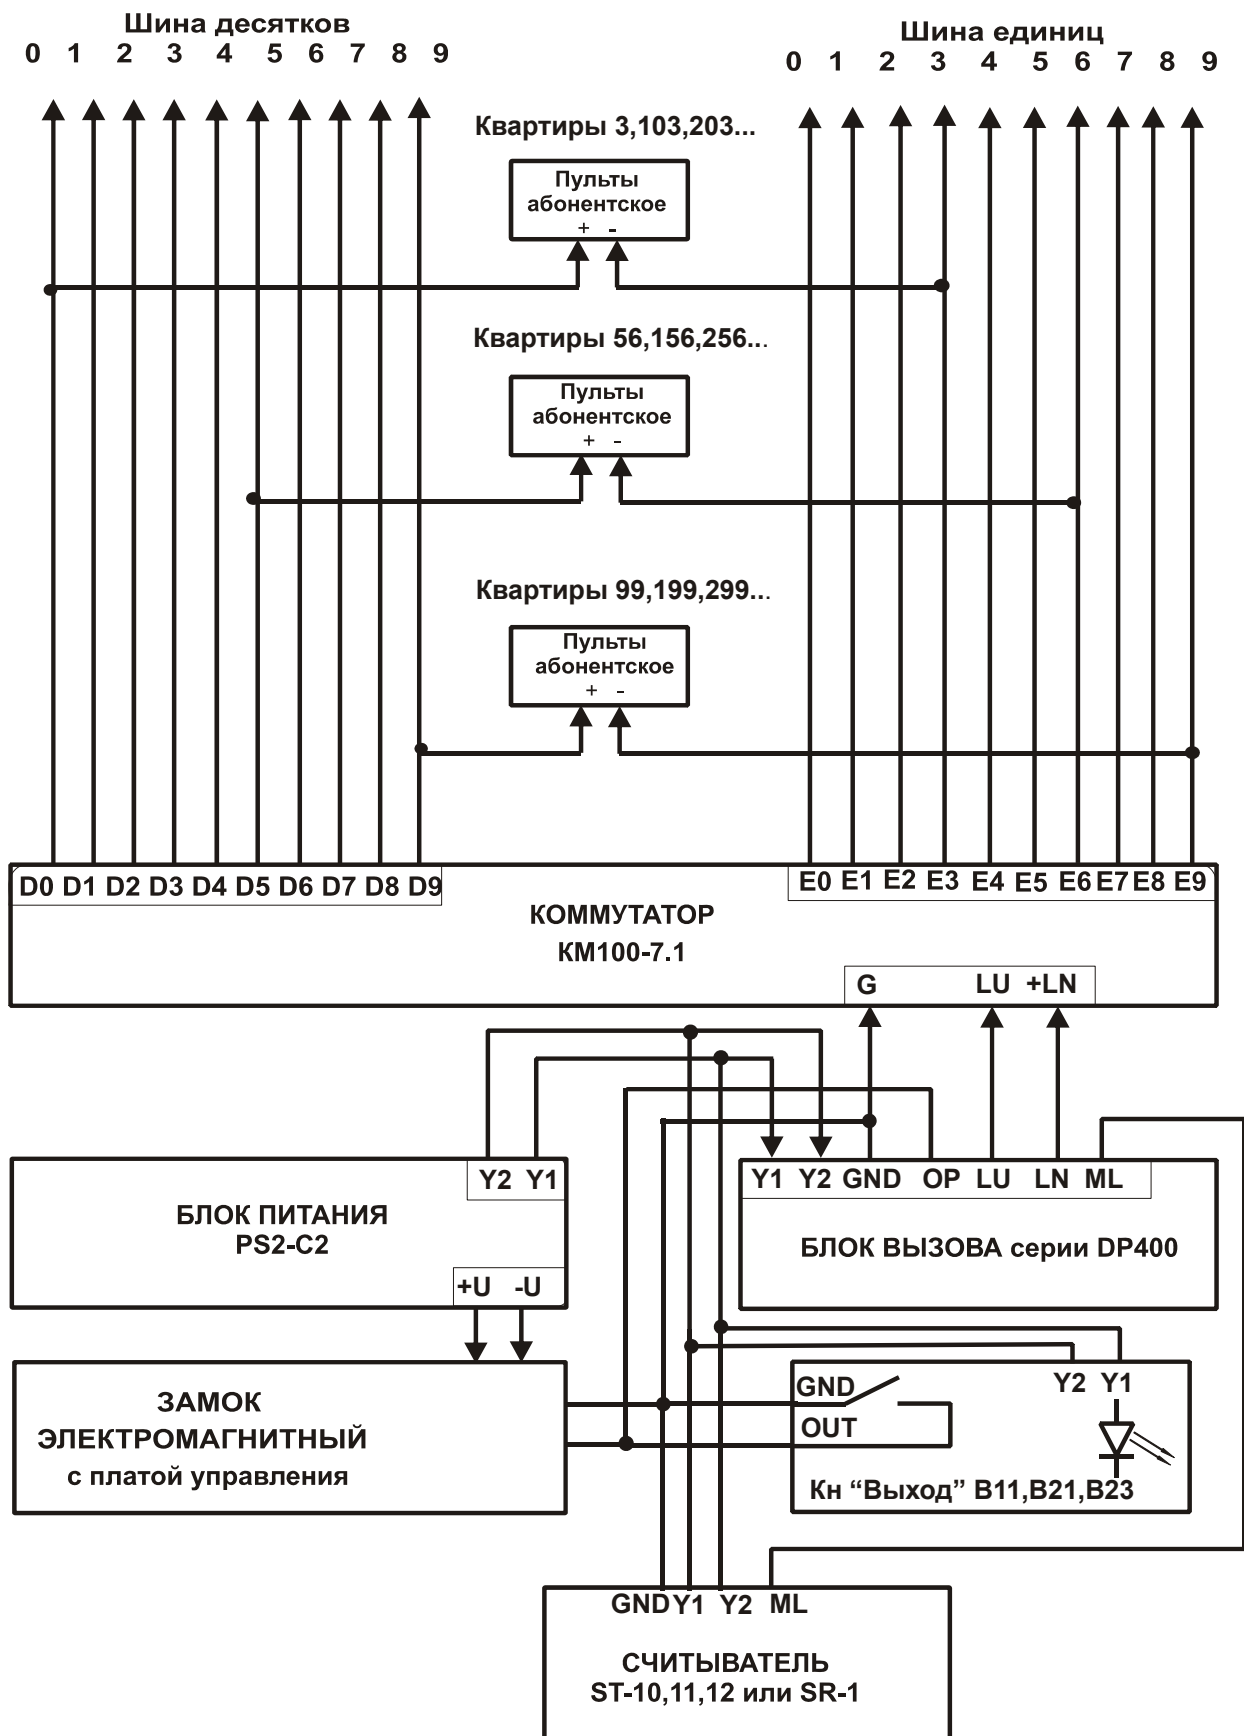 Шина десятков
0 1 2 3 4 5 6 7 8 9
Шина единиц
0 1 2 3 4 5 6 7 8 9
Квартиры 3,103,203...
Пульты
абонентское
+ -
Квартиры 56,156,256...
Пульты
абонентское
+ -
Квартиры 99,199,299...
Пульты
абонентское
+ -
D0 D1 D2 D3 D4 D5 D6 D7 D8 D9
E0 E1 E2 E3 E4 E5 E6 E7 E8 E9
КОММУТАТОР
КМ100-7.1
G LU +LN
Y2 Y1
БЛОК ПИТАНИЯ
PS2-C2
+U -U
Y1 Y2 GND OP LU LN ML
БЛОК ВЫЗОВА серии DP400
ЗАМОК
ЭЛЕКТРОМАГНИТНЫЙ
с платой управления
Y2 Y1
GND
OUT
Кн “Выход” B11,B21,B23
GND Y1 Y2 ML
СЧИТЫВАТЕЛЬ
ST-10,11,12 или SR-1